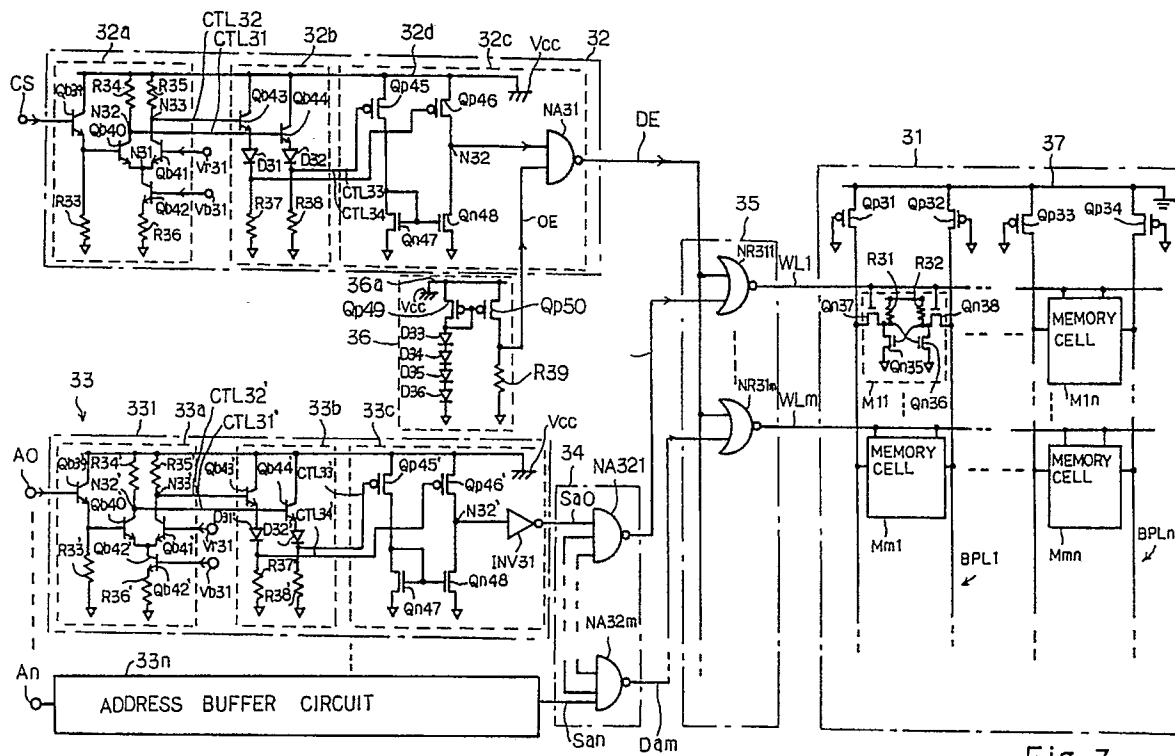 CTL32
CTL31
32a
32b
32d
32c
32
Vcc
CS
Qb39
R34
R35
N33
Qb43
Qb44
Qp45
Qp46
NA31
DE
N32
Qb40
N31
Qb41
Vr31
D31
D32
N32
Qb42
Vb31
R33
R36
R37
R38
CTL33
CTL34
Qn47
Qn48
OE
31
37
Qp31
Qp32
Qp33
Qp34
35
NR311
WL1
R31
R32
Qn37
Qn38
Qn35
Qn36
M11
MEMORY
CELL
M1n
36a
Vcc
Qp49
Qp50
36
D33
D34
D35
D36
R39
NR31m
WLm
MEMORY
CELL
Mm1
MEMORY
CELL
Mmn
BPL1
BPLn
33
331
33a
CTL32'
CTL31'
33b
33c
Vcc
A0
Qb39'
R34'
R35'
N33'
Qb43'
Qb44'
CTL33'
Qp45'
Qp46'
34
NA321
Sa0
N32'
Qb40'
D31'
D32'
CTL34'
N32'
INV31
Qb42'
Qb41
Vr31
R33'
R36'
Qb42'
Vb31
R37'
R38'
Qn47
Qn48
NA32m
33n
An
ADDRESS BUFFER CIRCUIT
San
Dam